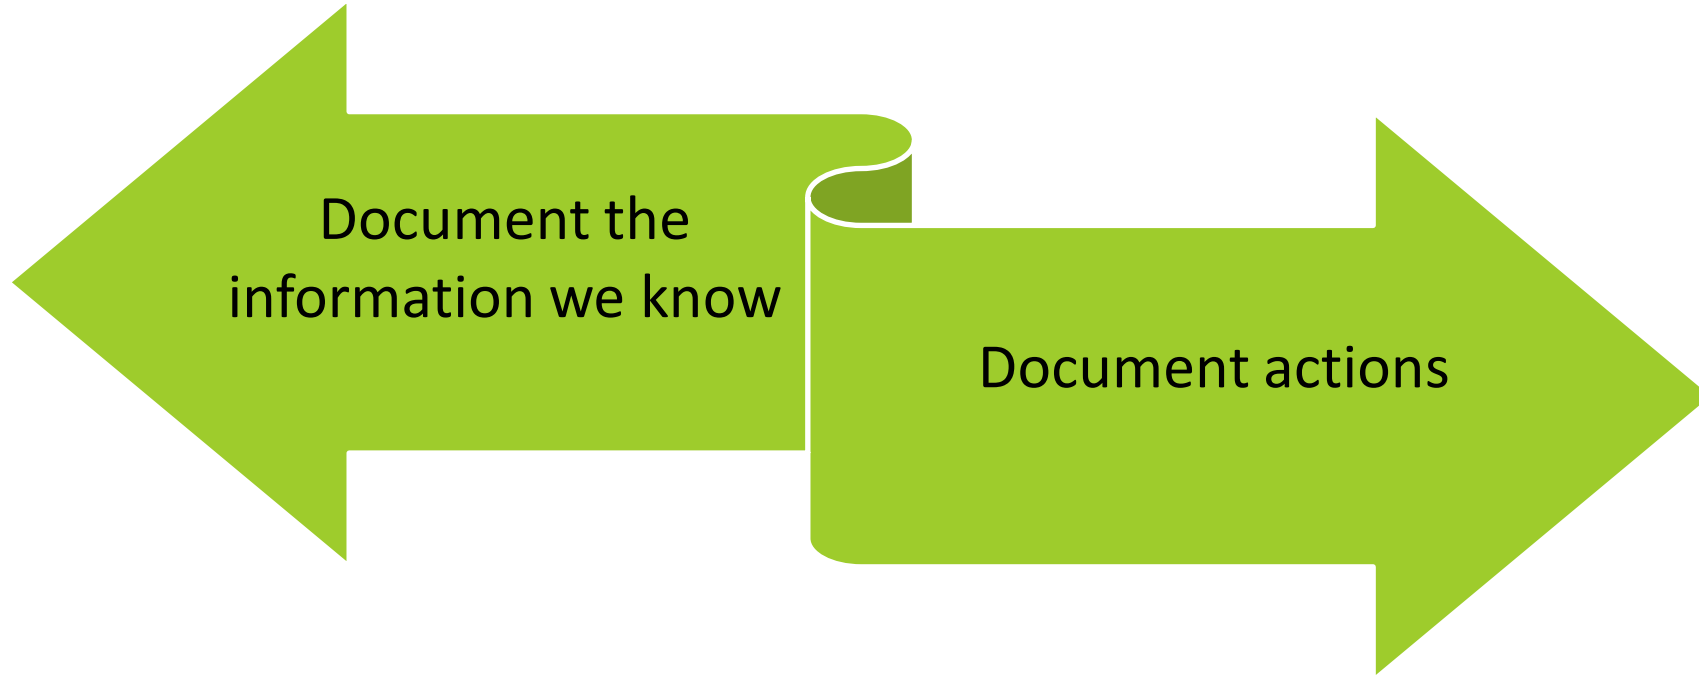 Document the
information we know
Document actions